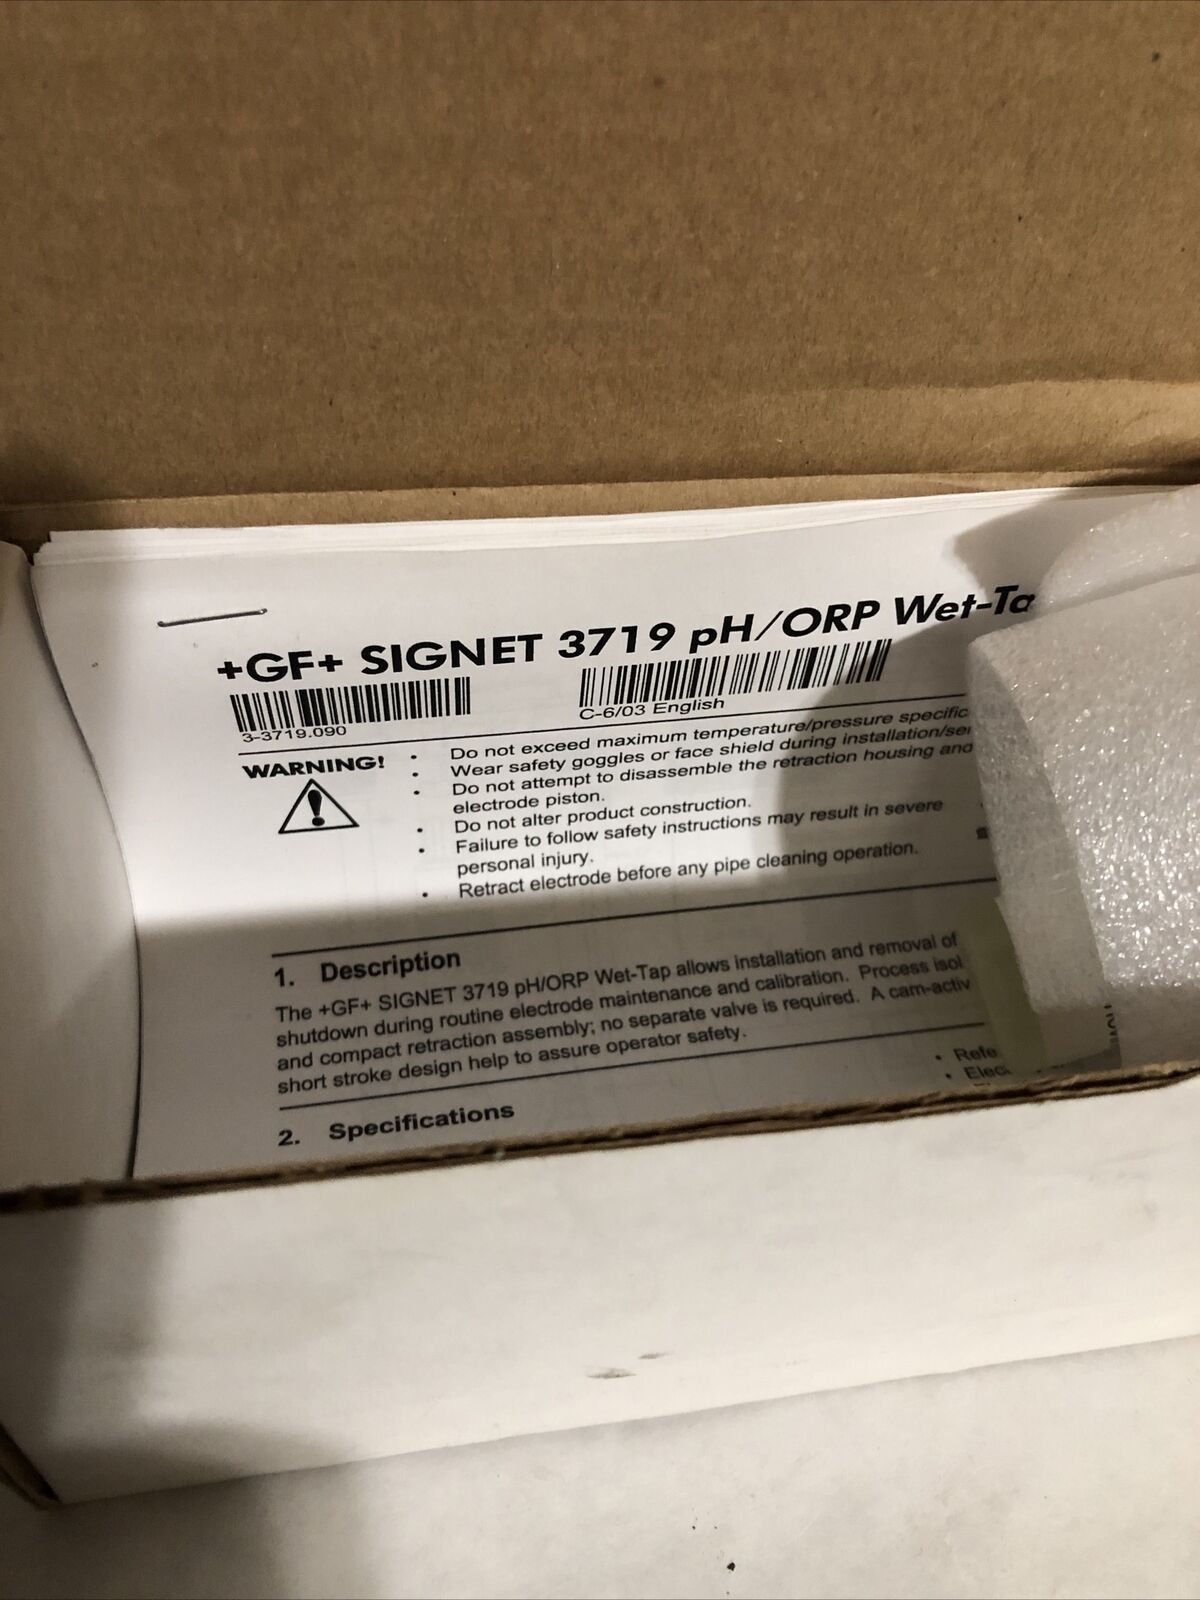 +GF+ SIGNET 3719 pH/ORP Wet-Ta
3-3719.090
C-6/03 English
WARNING!
• Do not exceed maximum temperature/pressure specific
• Wear safety goggles or face shield during installation/ser
• Do not attempt to disassemble the retraction housing and
electrode piston.
• Do not alter product construction.
• Failure to follow safety instructions may result in severe
personal injury.
• Retract electrode before any pipe cleaning operation.
1. Description
The +GF+ SIGNET 3719 pH/ORP Wet-Tap allows installation and removal of
shutdown during routine electrode maintenance and calibration. Process isol
and compact retraction assembly; no separate valve is required. A cam-activ
short stroke design help to assure operator safety.
2. Specifications
• Refe
• Elec